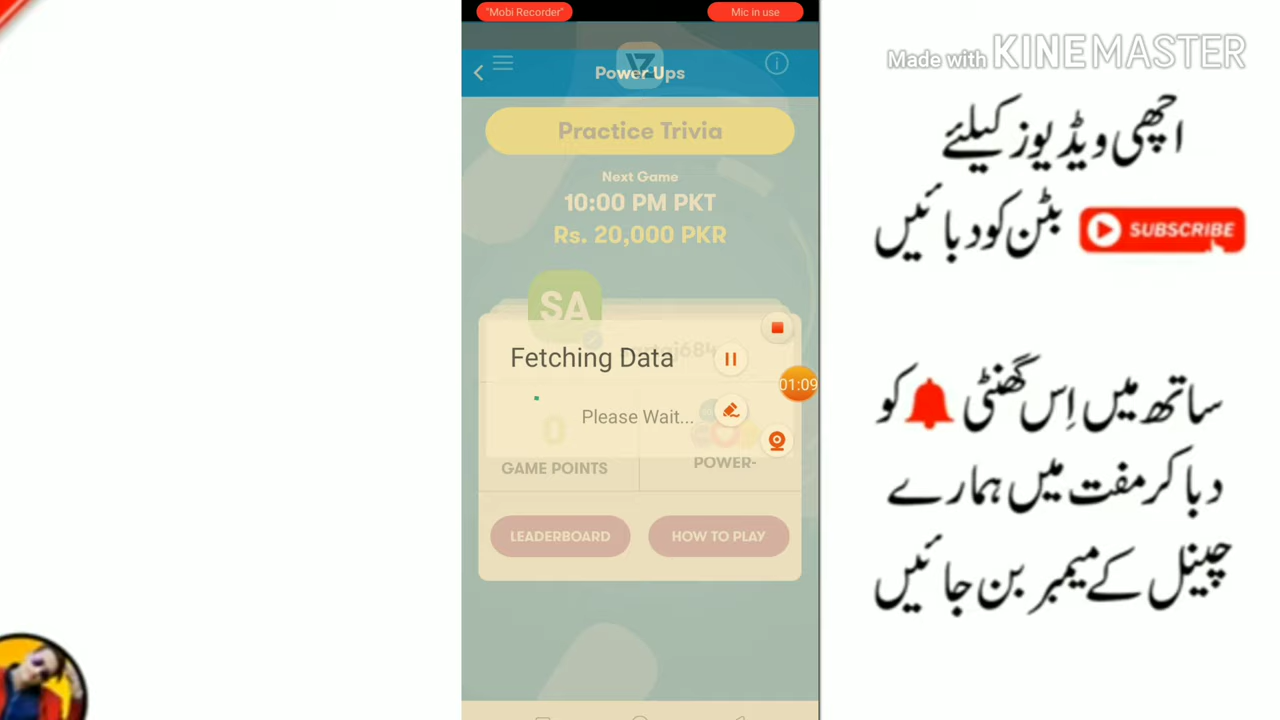 "Mobi Recorder"
Mic in use
Power Ups
Practice Trivia
Next Game
10:00 PM PKT
Rs. 20,000 PKR
SA
Fetching Data
01:09
Please Wait...
0
GAME POINTS
POWER-
LEADERBOARD
HOW TO PLAY
Made with KINEMASTER
اچھی ویڈیوز کیلئے
بٹن کو دبائیں
SUBSCRIBE
ساتھ میں اِس گھنٹی کو
دبا کر مفت میں ہمارے
چینل کے میمبر بن جائیں